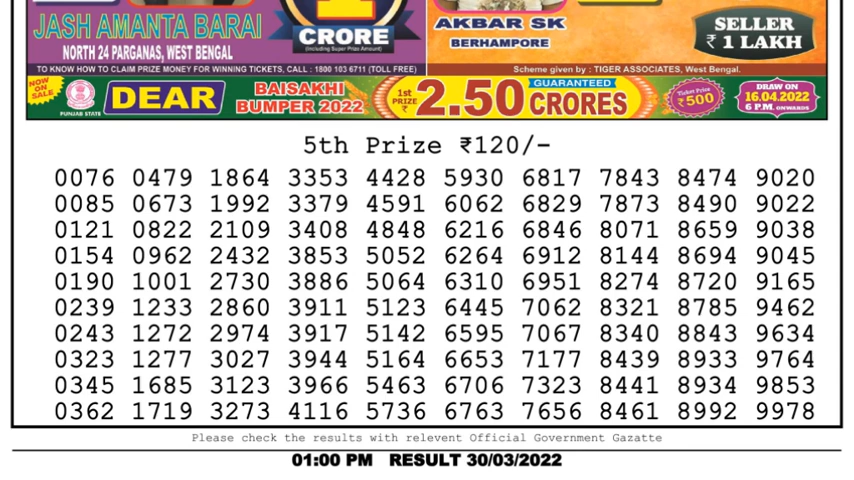 JASH AMANTA BARAI
NORTH 24 PARGANAS, WEST BENGAL
CRORE
(Including Super Prize Amount)
AKBAR SK
BERHAMPORE
SELLER
₹ 1 LAKH
TO KNOW HOW TO CLAIM PRIZE MONEY FOR WINNING TICKETS, CALL : 1800 103 6711 (TOLL FREE)
Scheme given by : TIGER ASSOCIATES, West Bengal.
NOW ON SALE
PUNJAB STATE
DEAR
BAISAKHI
BUMPER 2022
1st PRIZE ₹
2.50
GUARANTEED
CRORES
Ticket Price
₹500
DRAW ON
16.04.2022
6 P.M. ONWARDS
5th Prize ₹120/-
0076 0479 1864 3353 4428 5930 6817 7843 8474 9020
0085 0673 1992 3379 4591 6062 6829 7873 8490 9022
0121 0822 2109 3408 4848 6216 6846 8071 8659 9038
0154 0962 2432 3853 5052 6264 6912 8144 8694 9045
0190 1001 2730 3886 5064 6310 6951 8274 8720 9165
0239 1233 2860 3911 5123 6445 7062 8321 8785 9462
0243 1272 2974 3917 5142 6595 7067 8340 8843 9634
0323 1277 3027 3944 5164 6653 7177 8439 8933 9764
0345 1685 3123 3966 5463 6706 7323 8441 8934 9853
0362 1719 3273 4116 5736 6763 7656 8461 8992 9978
Please check the results with relevent Official Government Gazatte
01:00 PM RESULT 30/03/2022